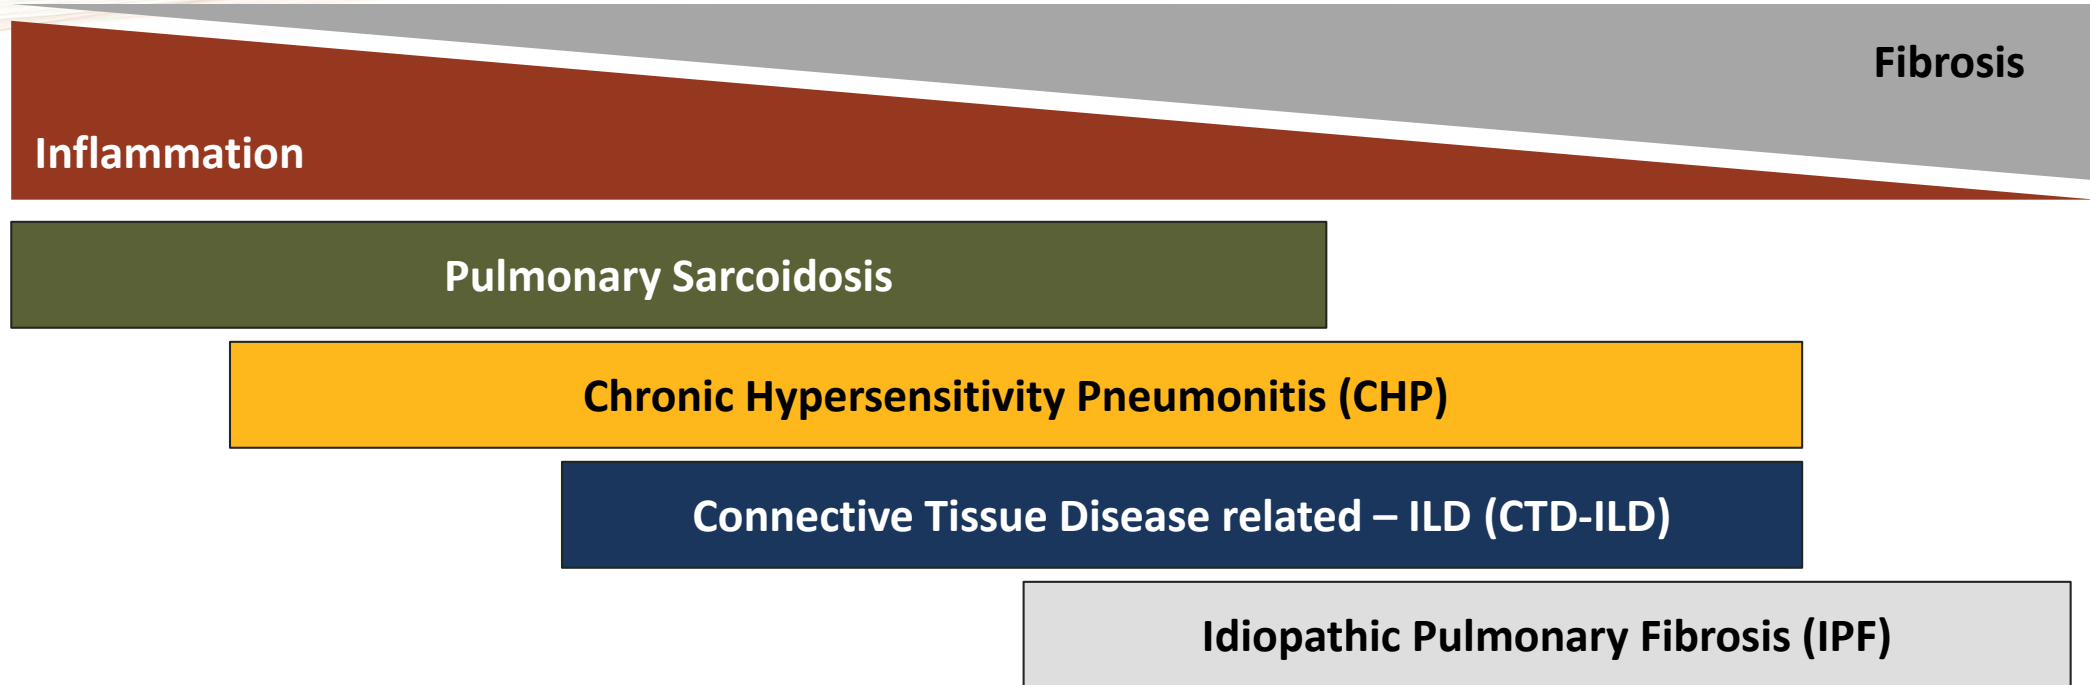 Fibrosis
Inflammation
Pulmonary Sarcoidosis
Chronic Hypersensitivity Pneumonitis (CHP)
Connective Tissue Disease related – ILD (CTD-ILD)
Idiopathic Pulmonary Fibrosis (IPF)